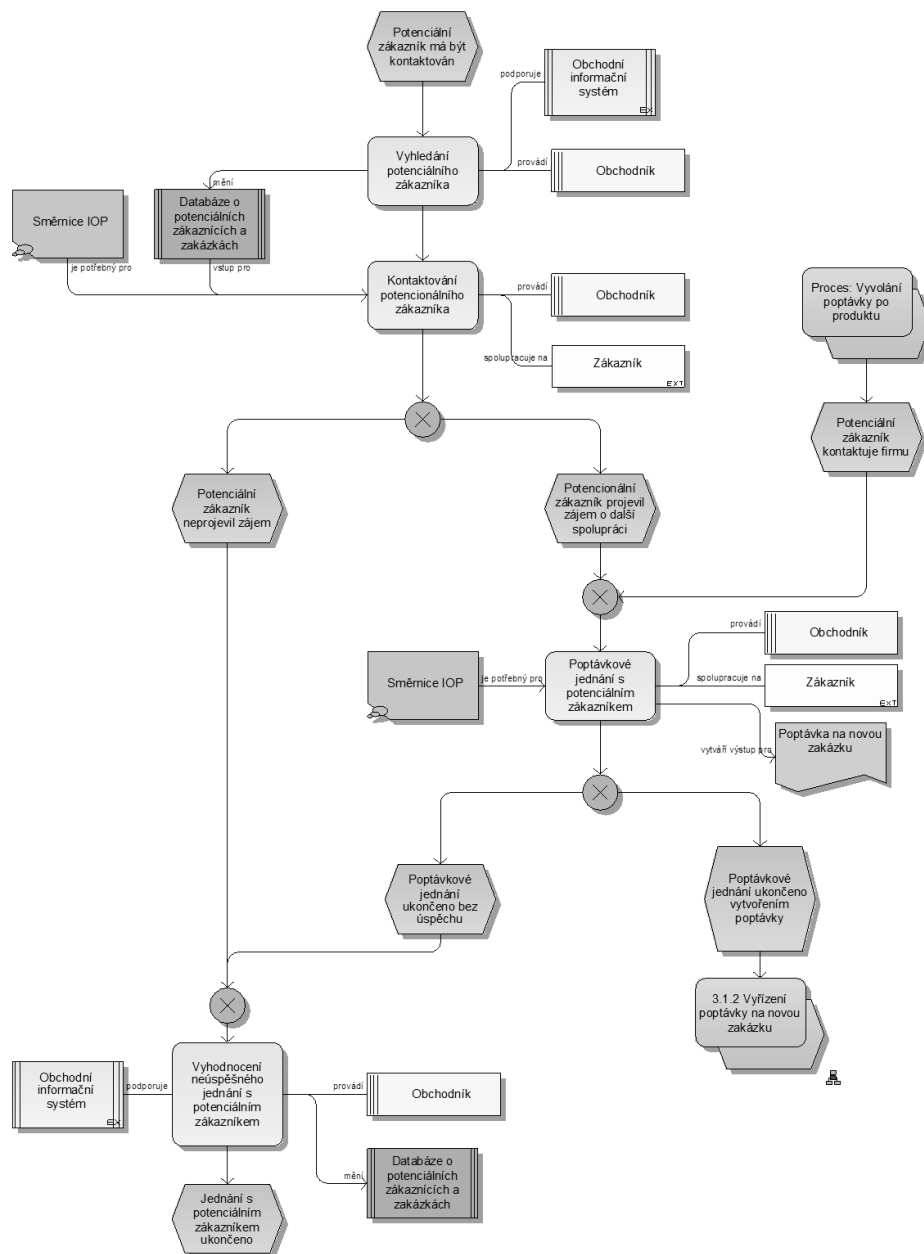 Potenciální
zákazník má být
kontaktován
podporuje
Obchodní
informační
systém
EX
Vyhledání
potenciálního
zákazníka
provádí
Obchodník
mění
Databáze o
potenciálních
zákaznících a
zakázkách
Směrnice IOP
je potřebný pro
vstup pro
Kontaktování
potencionálního
zákazníka
provádí
Obchodník
spolupracuje na
Zákazník
EXT
Proces: Vyvolání
poptávky po
produktu
Potenciální
zákazník
kontaktuje firmu
Potenciální
zákazník
neprojevil zájem
Potencionální
zákazník projevil
zájem o další
spolupráci
Směrnice IOP
je potřebný pro
Poptávkové
jednání s
potenciálním
zákazníkem
provádí
Obchodník
spolupracuje na
Zákazník
EXT
vytváří výstup pro
Poptávka na novou
zakázku
Poptávkové
jednání
ukončeno bez
úspěchu
Poptávkové
jednání ukončeno
vytvořením
poptávky
3.1.2 Vyřízení
poptávky na novou
zakázku
Obchodní
informační
systém
EX
podporuje
Vyhodnocení
neúspěšného
jednání s
potenciálním
zákazníkem
provádí
Obchodník
mění
Databáze o
potenciálních
zákaznících a
zakázkách
Jednání s
potenciálním
zákazníkem
ukončeno